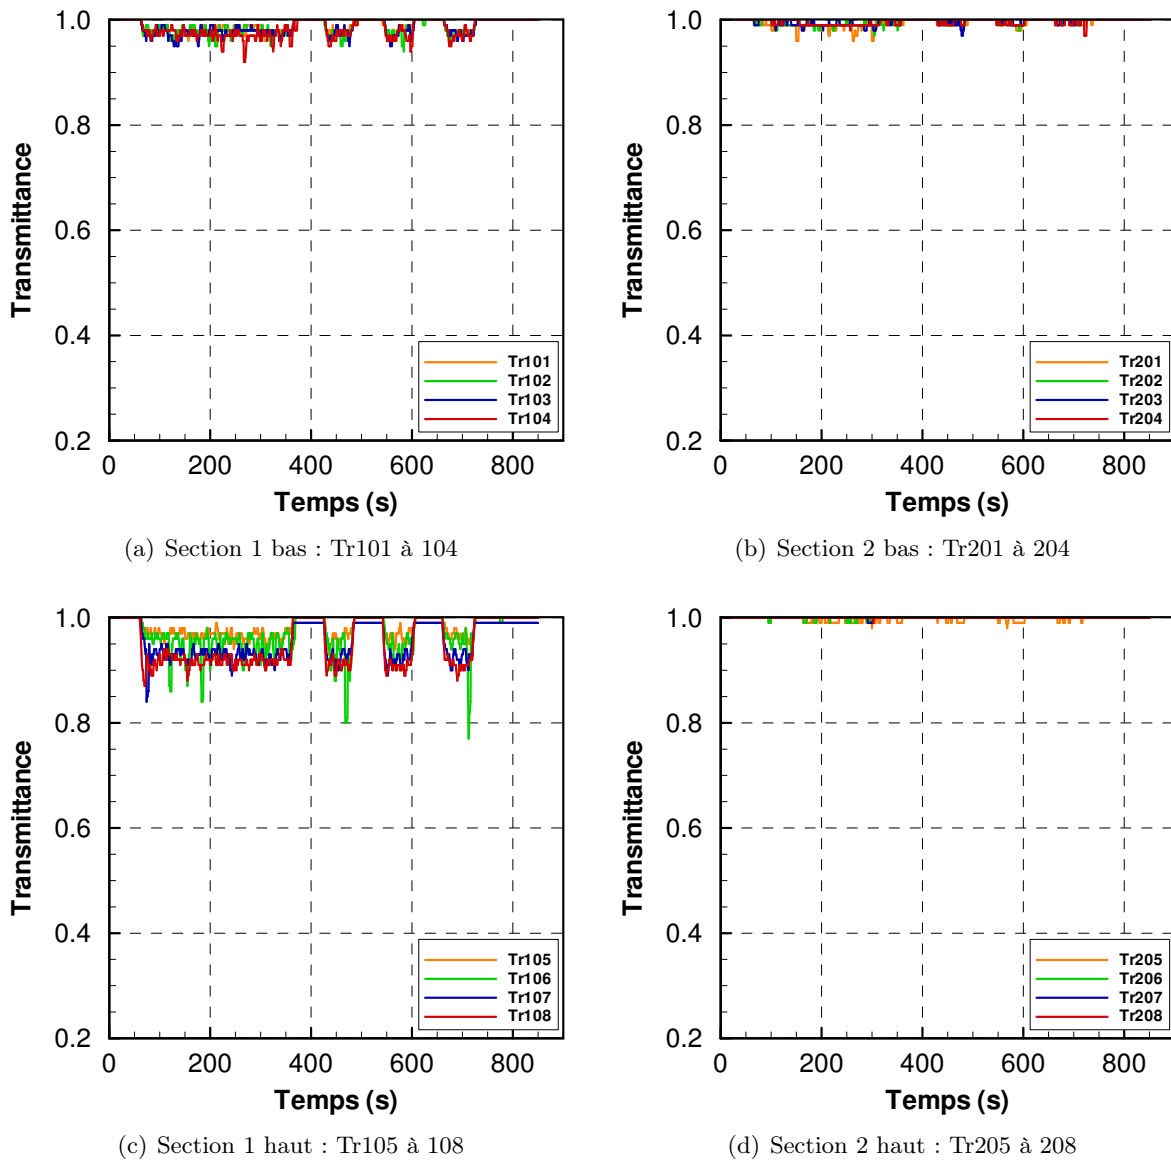 1.0
0.8
0.6
0.4
0.2
Transmittance
0 200 400 600 800
Temps (s)
Tr101
Tr102
Tr103
Tr104
(a) Section 1 bas : Tr101 à 104
1.0
0.8
0.6
0.4
0.2
Transmittance
0 200 400 600 800
Temps (s)
Tr201
Tr202
Tr203
Tr204
(b) Section 2 bas : Tr201 à 204
1.0
0.8
0.6
0.4
0.2
Transmittance
0 200 400 600 800
Temps (s)
Tr105
Tr106
Tr107
Tr108
(c) Section 1 haut : Tr105 à 108
1.0
0.8
0.6
0.4
0.2
Transmittance
0 200 400 600 800
Temps (s)
Tr205
Tr206
Tr207
Tr208
(d) Section 2 haut : Tr205 à 208